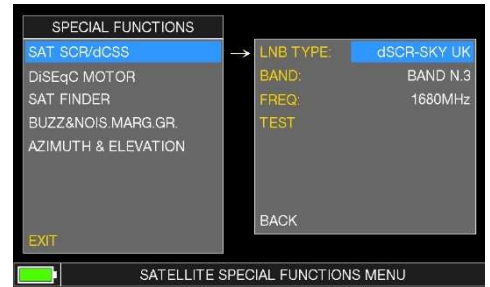 SPECIAL FUNCTIONS
SAT SCR/dCSS
DiSEqC MOTOR
SAT FINDER
BUZZ&NOIS.MARG.GR.
AZIMUTH & ELEVATION
EXIT
LNB TYPE: dSCR-SKY UK
BAND: BAND N.3
FREQ: 1680MHz
TEST
BACK
SATELLITE SPECIAL FUNCTIONS MENU